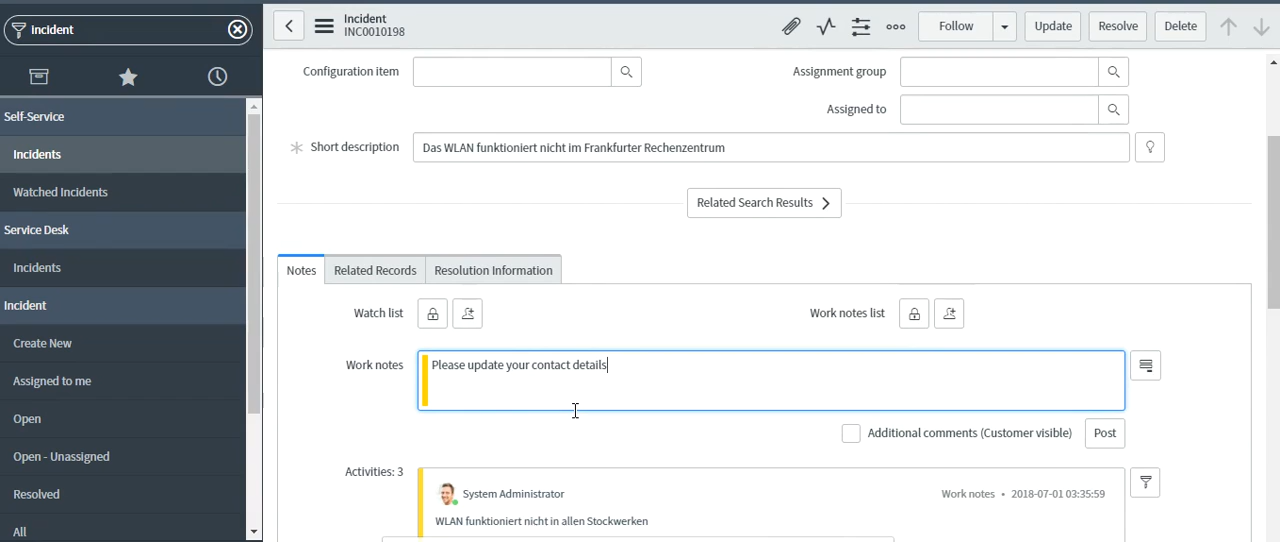 Incident
Self-Service
Incidents
Watched Incidents
Service Desk
Incidents
Incident
Create New
Assigned to me
Open
Open - Unassigned
Resolved
All
Incident
INC0010198
Follow
Update
Resolve
Delete
Configuration item
Assignment group
Assigned to
Short description
Das WLAN funktioniert nicht im Frankfurter Rechenzentrum
Related Search Results
Notes
Related Records
Resolution Information
Watch list
Work notes list
Work notes
Please update your contact details
Additional comments (Customer visible)
Post
Activities: 3
System Administrator
Work notes • 2018-07-01 03:35:59
WLAN funktioniert nicht in allen Stockwerken